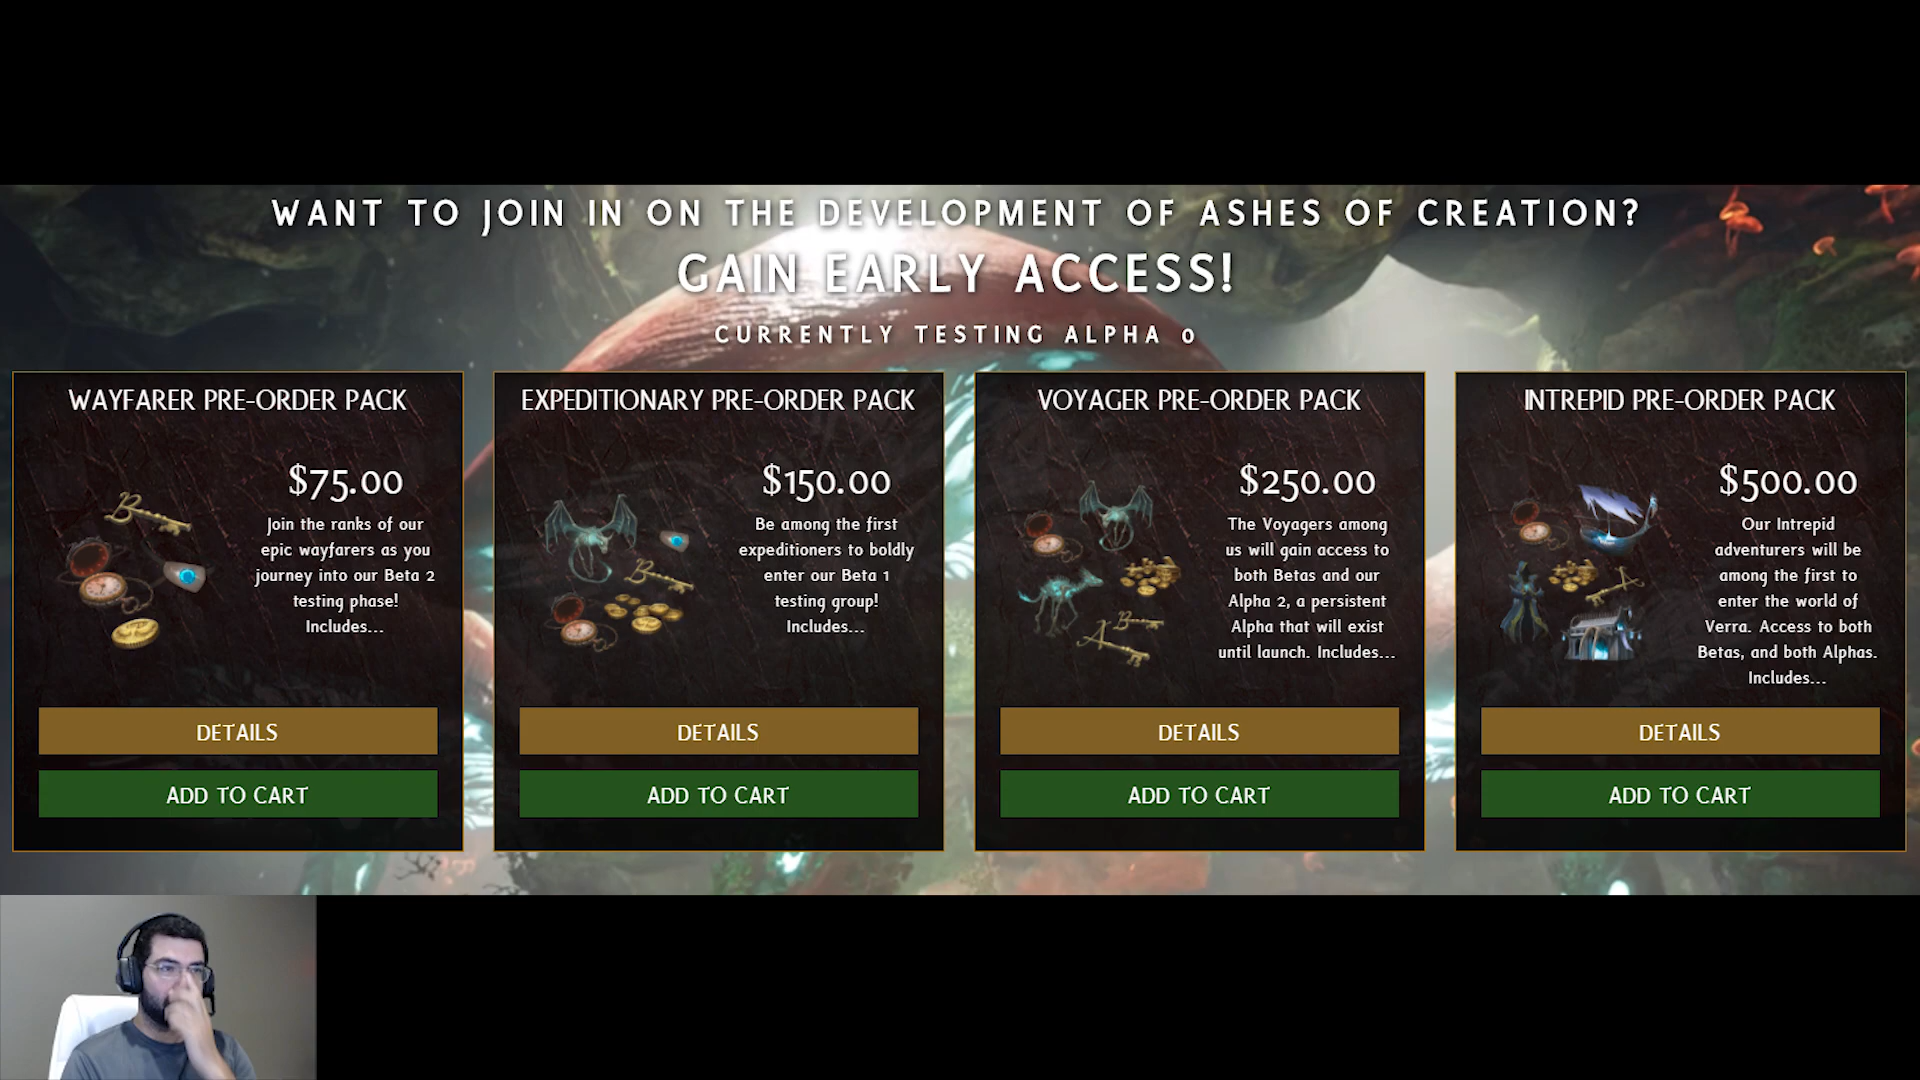 WANT TO JOIN IN ON THE DEVELOPMENT OF ASHES OF CREATION?
GAIN EARLY ACCESS!
CURRENTLY TESTING ALPHA 0
WAYFARER PRE-ORDER PACK
$75.00
Join the ranks of our
epic wayfarers as you
journey into our Beta 2
testing phase!
Includes...
DETAILS
ADD TO CART
EXPEDITIONARY PRE-ORDER PACK
$150.00
Be among the first
expeditioners to boldly
enter our Beta 1
testing group!
Includes...
DETAILS
ADD TO CART
VOYAGER PRE-ORDER PACK
$250.00
The Voyagers among
us will gain access to
both Betas and our
Alpha 2, a persistent
Alpha that will exist
until launch. Includes...
DETAILS
ADD TO CART
INTREPID PRE-ORDER PACK
$500.00
Our Intrepid
adventurers will be
among the first to
enter the world of
Verra. Access to both
Betas, and both Alphas.
Includes...
DETAILS
ADD TO CART